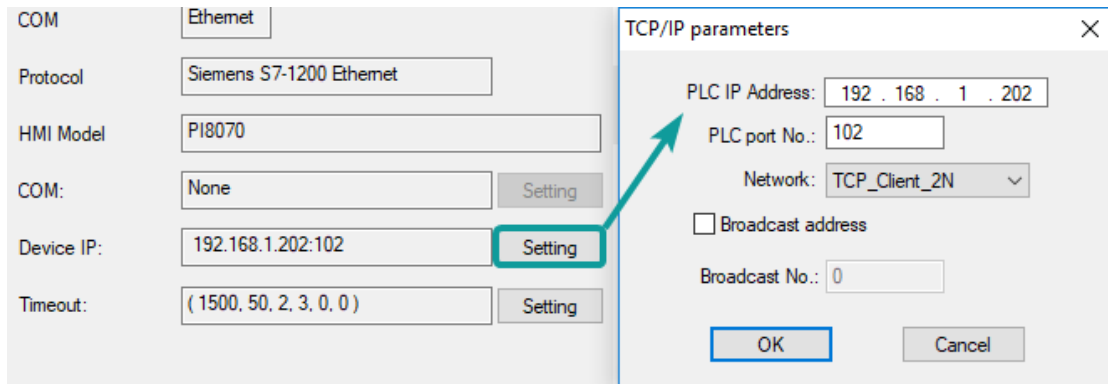 COM Ethernet
Protocol Siemens S7-1200 Ethernet
HMI Model PI8070
COM: None Setting
Device IP: 192.168.1.202:102 Setting
Timeout: ( 1500, 50, 2, 3, 0, 0 ) Setting
TCP/IP parameters
PLC IP Address: 192 . 168 . 1 . 202
PLC port No.: 102
Network: TCP_Client_2N
Broadcast address
Broadcast No.: 0
OK Cancel